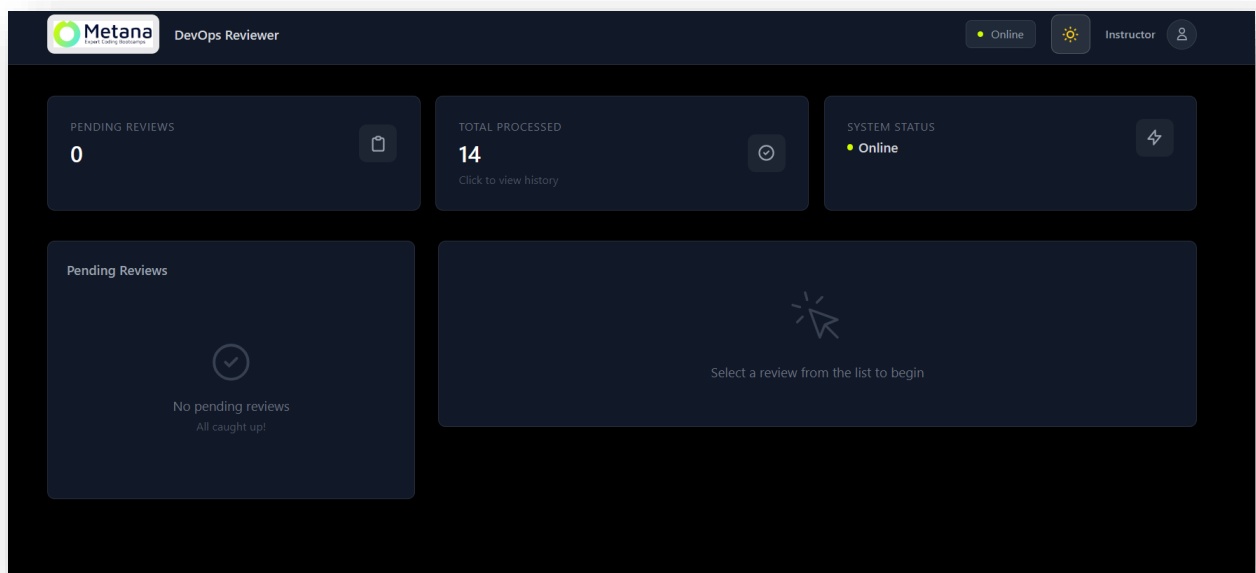 Metana
Expert Coding Bootcamps
DevOps Reviewer
Online
Instructor
PENDING REVIEWS
0
TOTAL PROCESSED
14
Click to view history
SYSTEM STATUS
Online
Pending Reviews
No pending reviews
All caught up!
Select a review from the list to begin